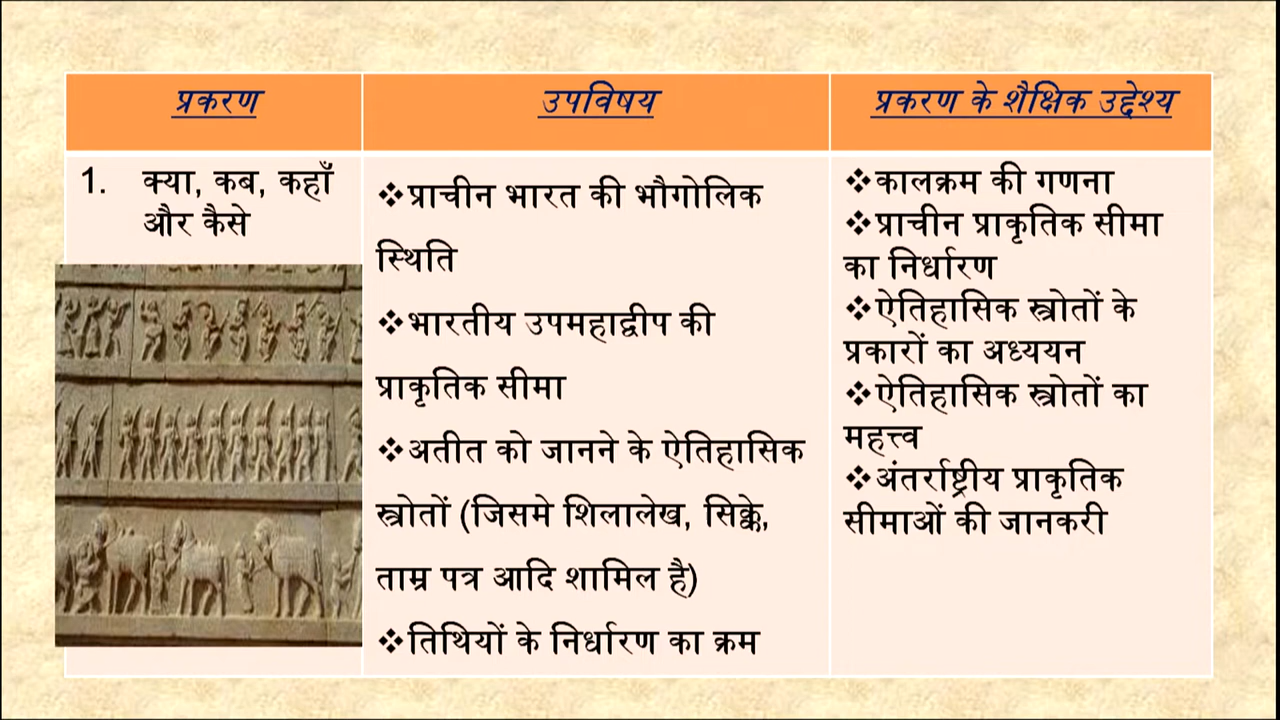 प्रकरण
उपविषय
प्रकरण के शैक्षिक उद्देश्य
1. क्या, कब, कहाँ
और कैसे
❖प्राचीन भारत की भौगोलिक
स्थिति
❖भारतीय उपमहाद्वीप की
प्राकृतिक सीमा
❖अतीत को जानने के ऐतिहासिक
स्त्रोतों (जिसमे शिलालेख, सिक्के,
ताम्र पत्र आदि शामिल है)
❖तिथियों के निर्धारण का क्रम
❖कालक्रम की गणना
❖प्राचीन प्राकृतिक सीमा
का निर्धारण
❖ऐतिहासिक स्त्रोतों के
प्रकारों का अध्ययन
❖ऐतिहासिक स्त्रोतों का
महत्त्व
❖अंतर्राष्ट्रीय प्राकृतिक
सीमाओं की जानकरी